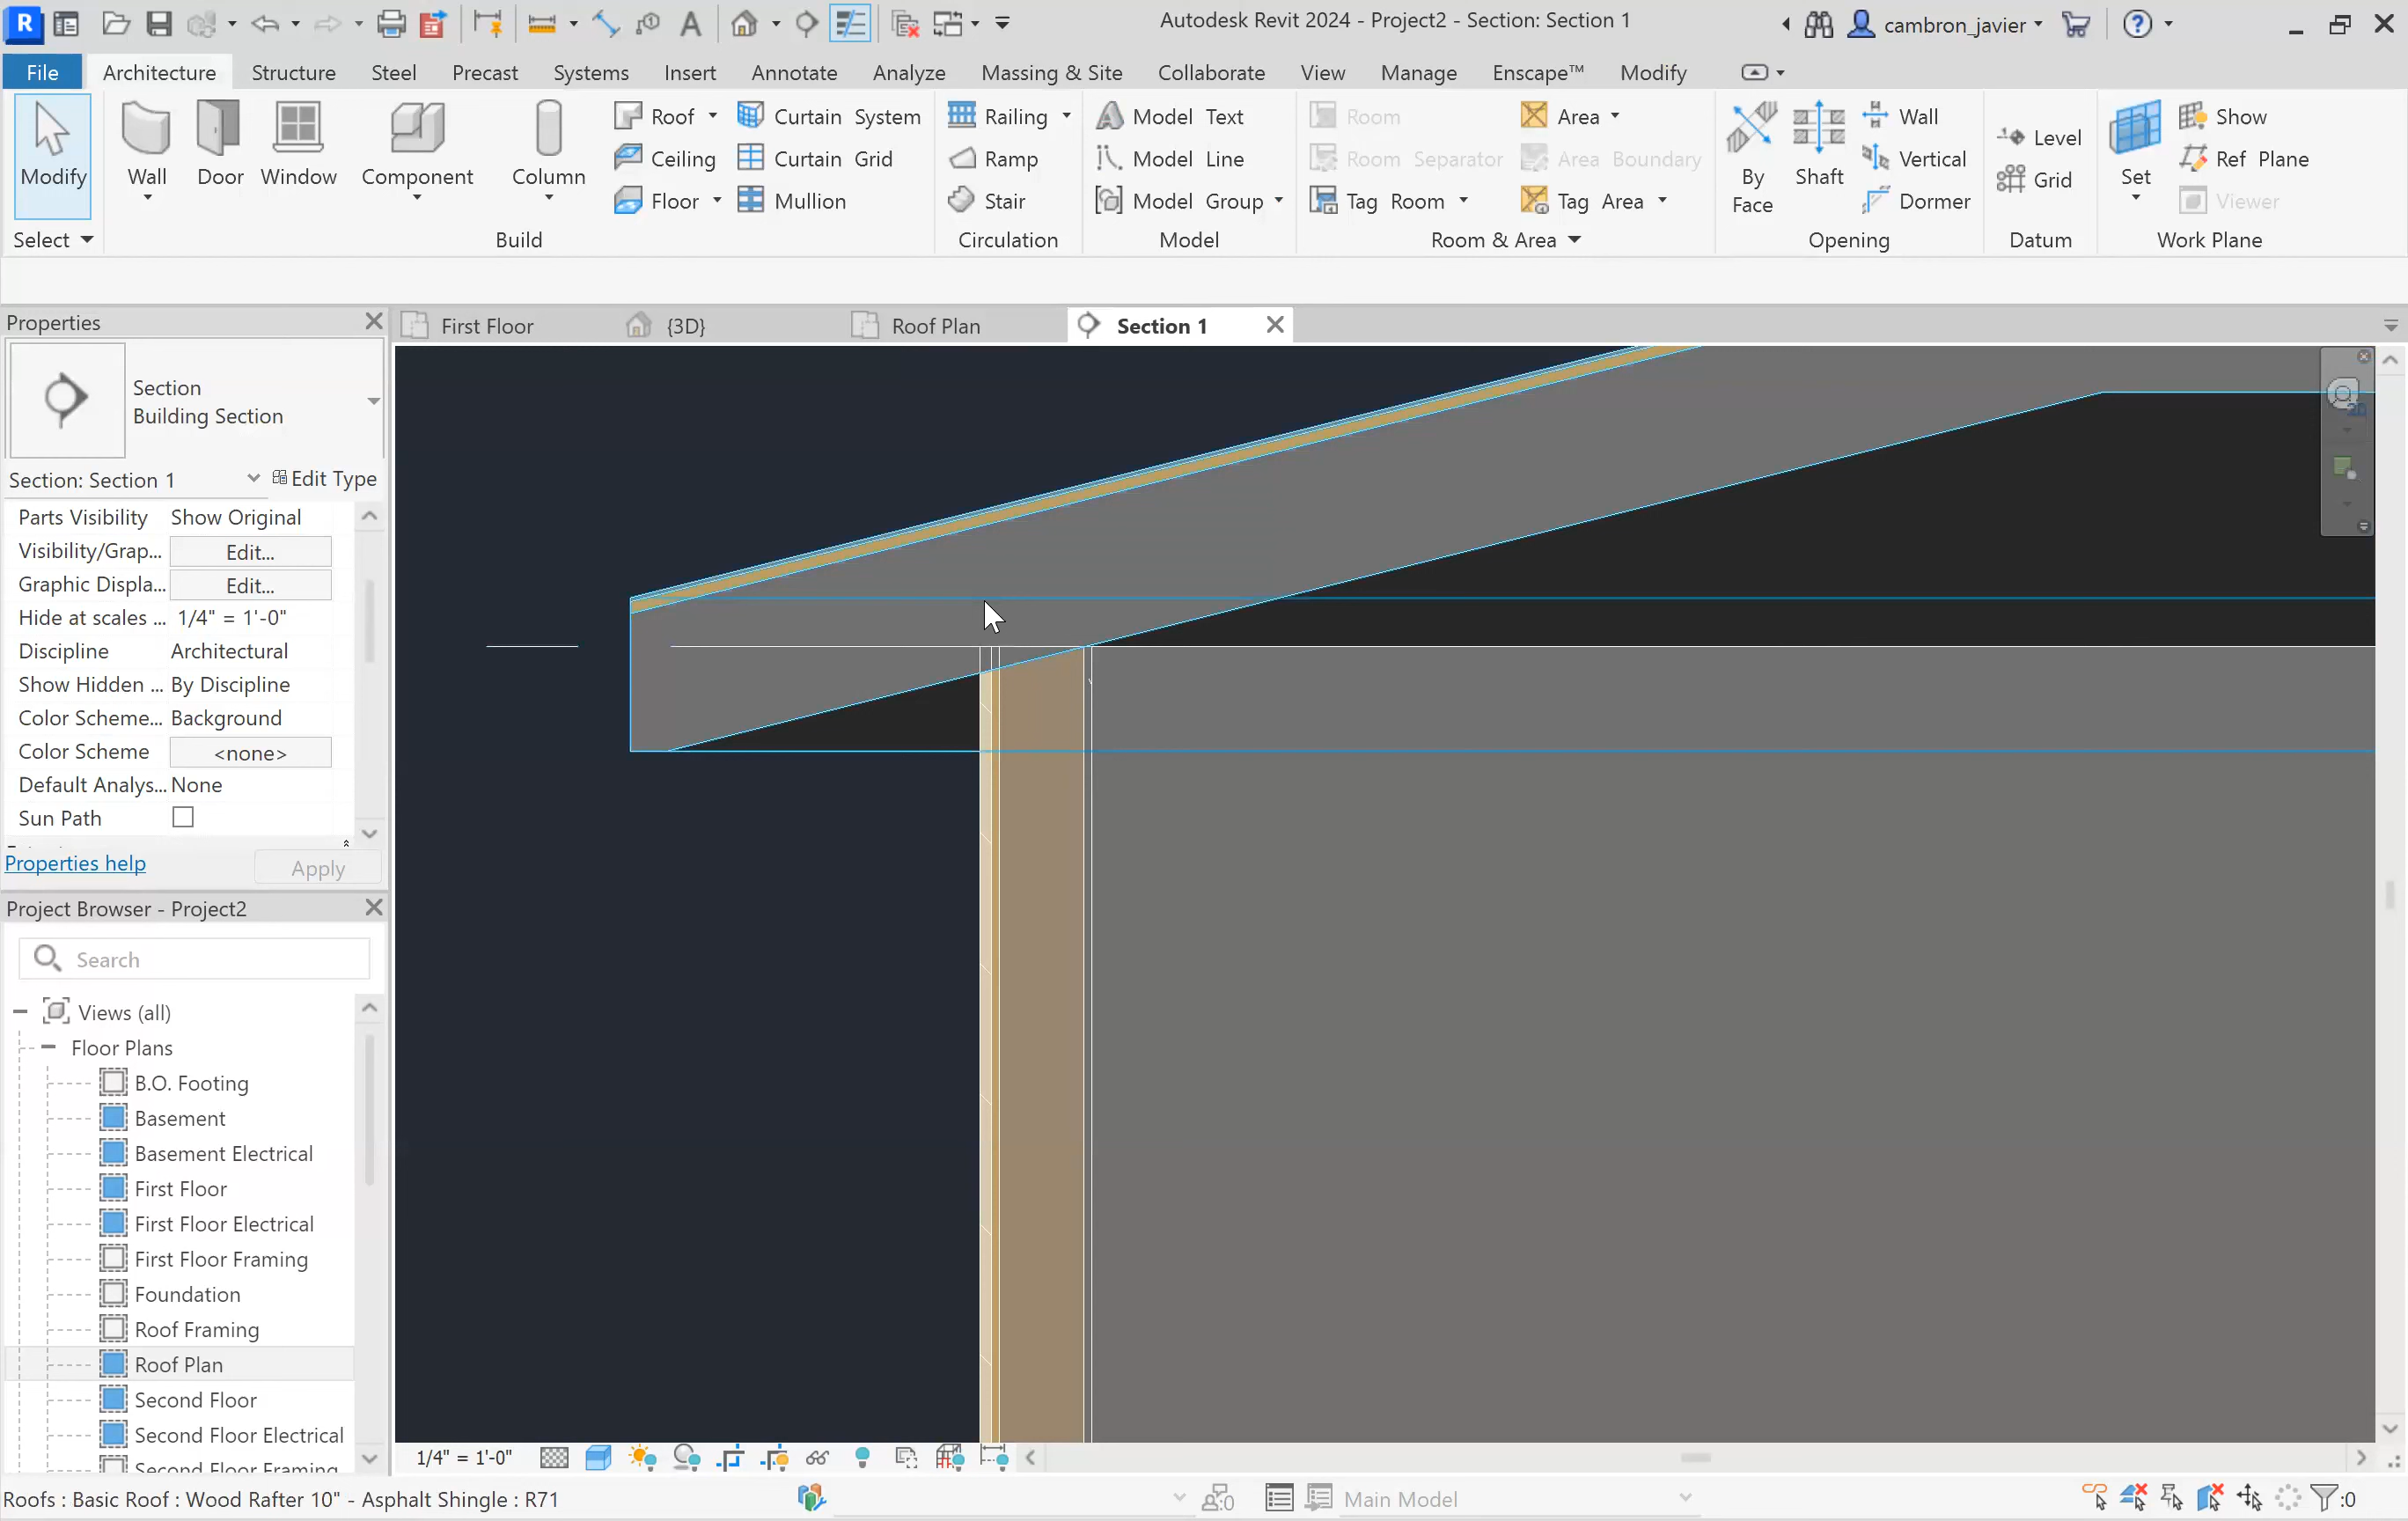 R
Autodesk Revit 2024 - Project2 - Section: Section 1
cambron_javier
File Architecture Structure Steel Precast Systems Insert Annotate Analyze Massing & Site Collaborate View Manage Enscape™ Modify
Modify
Wall
Door
Window
Component
Column
Roof
Ceiling
Floor
Curtain System
Curtain Grid
Mullion
Railing
Ramp
Stair
Model Text
Model Line
Model Group
Room
Room Separator
Tag Room
Area
Area Boundary
Tag Area
By Face
Shaft
Wall
Vertical
Dormer
Level
Grid
Set
Show
Ref Plane
Viewer
Select Build Circulation Model Room & Area Opening Datum Work Plane
Properties
First Floor {3D} Roof Plan Section 1
Section
Building Section
Section: Section 1 Edit Type
Parts Visibility Show Original
Visibility/Grap... Edit...
Graphic Displa... Edit...
Hide at scales ... 1/4" = 1'-0"
Discipline Architectural
Show Hidden ... By Discipline
Color Scheme... Background
Color Scheme <none>
Default Analys... None
Sun Path
Properties help Apply
Project Browser - Project2
Search
Views (all)
Floor Plans
B.O. Footing
Basement
Basement Electrical
First Floor
First Floor Electrical
First Floor Framing
Foundation
Roof Framing
Roof Plan
Second Floor
Second Floor Electrical
Second Floor Framing
2D
1/4" = 1'-0"
Roofs : Basic Roof : Wood Rafter 10" - Asphalt Shingle : R71 :0 Main Model :0